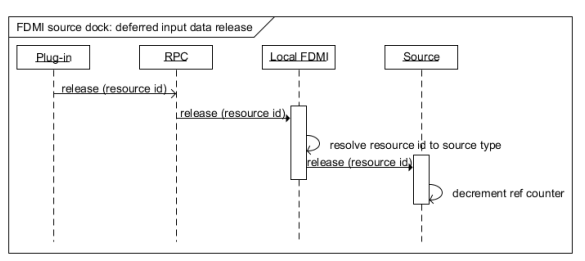 FDMI source dock: deferred input data release
Plug-in RPC Local FDMI Source
release (resource id)
release (resource id)
resolve resource id to source type
release (resource id)
decrement ref counter